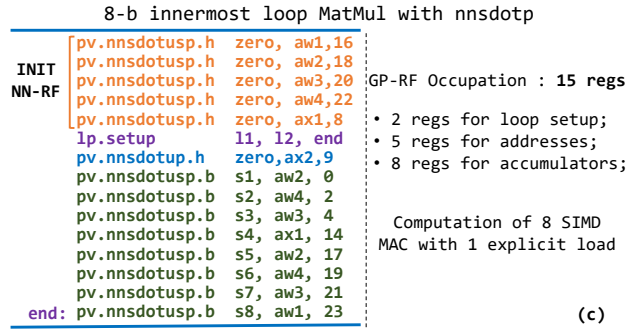 8-b innermost loop MatMul with nnsdotp
INIT
NN-RF
pv.nnsdotusp.h zero, aw1,16
pv.nnsdotusp.h zero, aw2,18
pv.nnsdotusp.h zero, aw3,20
pv.nnsdotusp.h zero, aw4,22
pv.nnsdotusp.h zero, ax1,8
lp.setup l1, l2, end
pv.nnsdotup.h zero,ax2,9
pv.nnsdotusp.b s1, aw2, 0
pv.nnsdotusp.b s2, aw4, 2
pv.nnsdotusp.b s3, aw3, 4
pv.nnsdotusp.b s4, ax1, 14
pv.nnsdotusp.b s5, aw2, 17
pv.nnsdotusp.b s6, aw4, 19
pv.nnsdotusp.b s7, aw3, 21
end: pv.nnsdotusp.b s8, aw1, 23
GP-RF Occupation : 15 regs
• 2 regs for loop setup;
• 5 regs for addresses;
• 8 regs for accumulators;
Computation of 8 SIMD
MAC with 1 explicit load
(c)